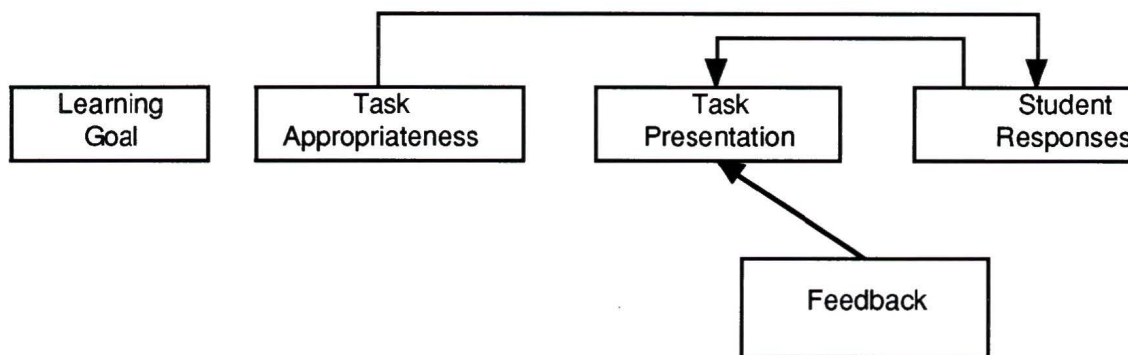 Learning
Goal
Task
Appropriateness
Task
Presentation
Student
Responses
Feedback